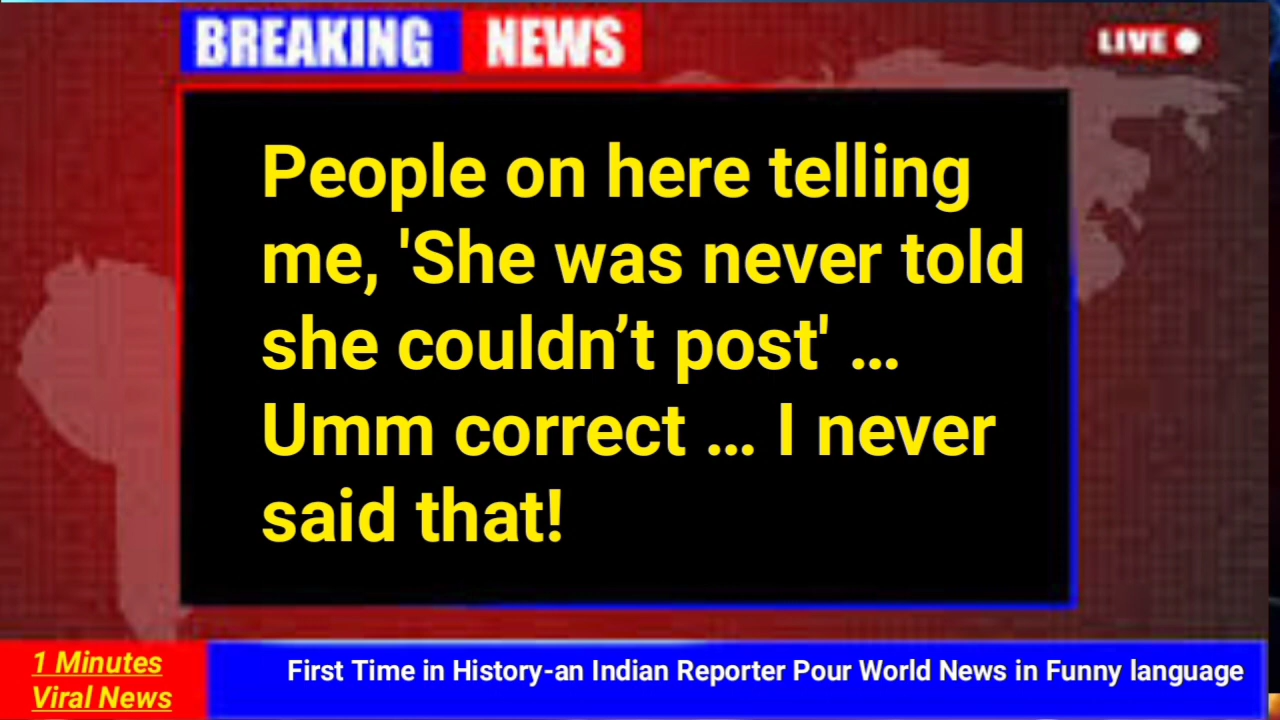 BREAKING NEWS
LIVE
People on here telling
me, 'She was never told
she couldn’t post' ...
Umm correct ... I never
said that!
1 Minutes
Viral News
First Time in History-an Indian Reporter Pour World News in Funny language